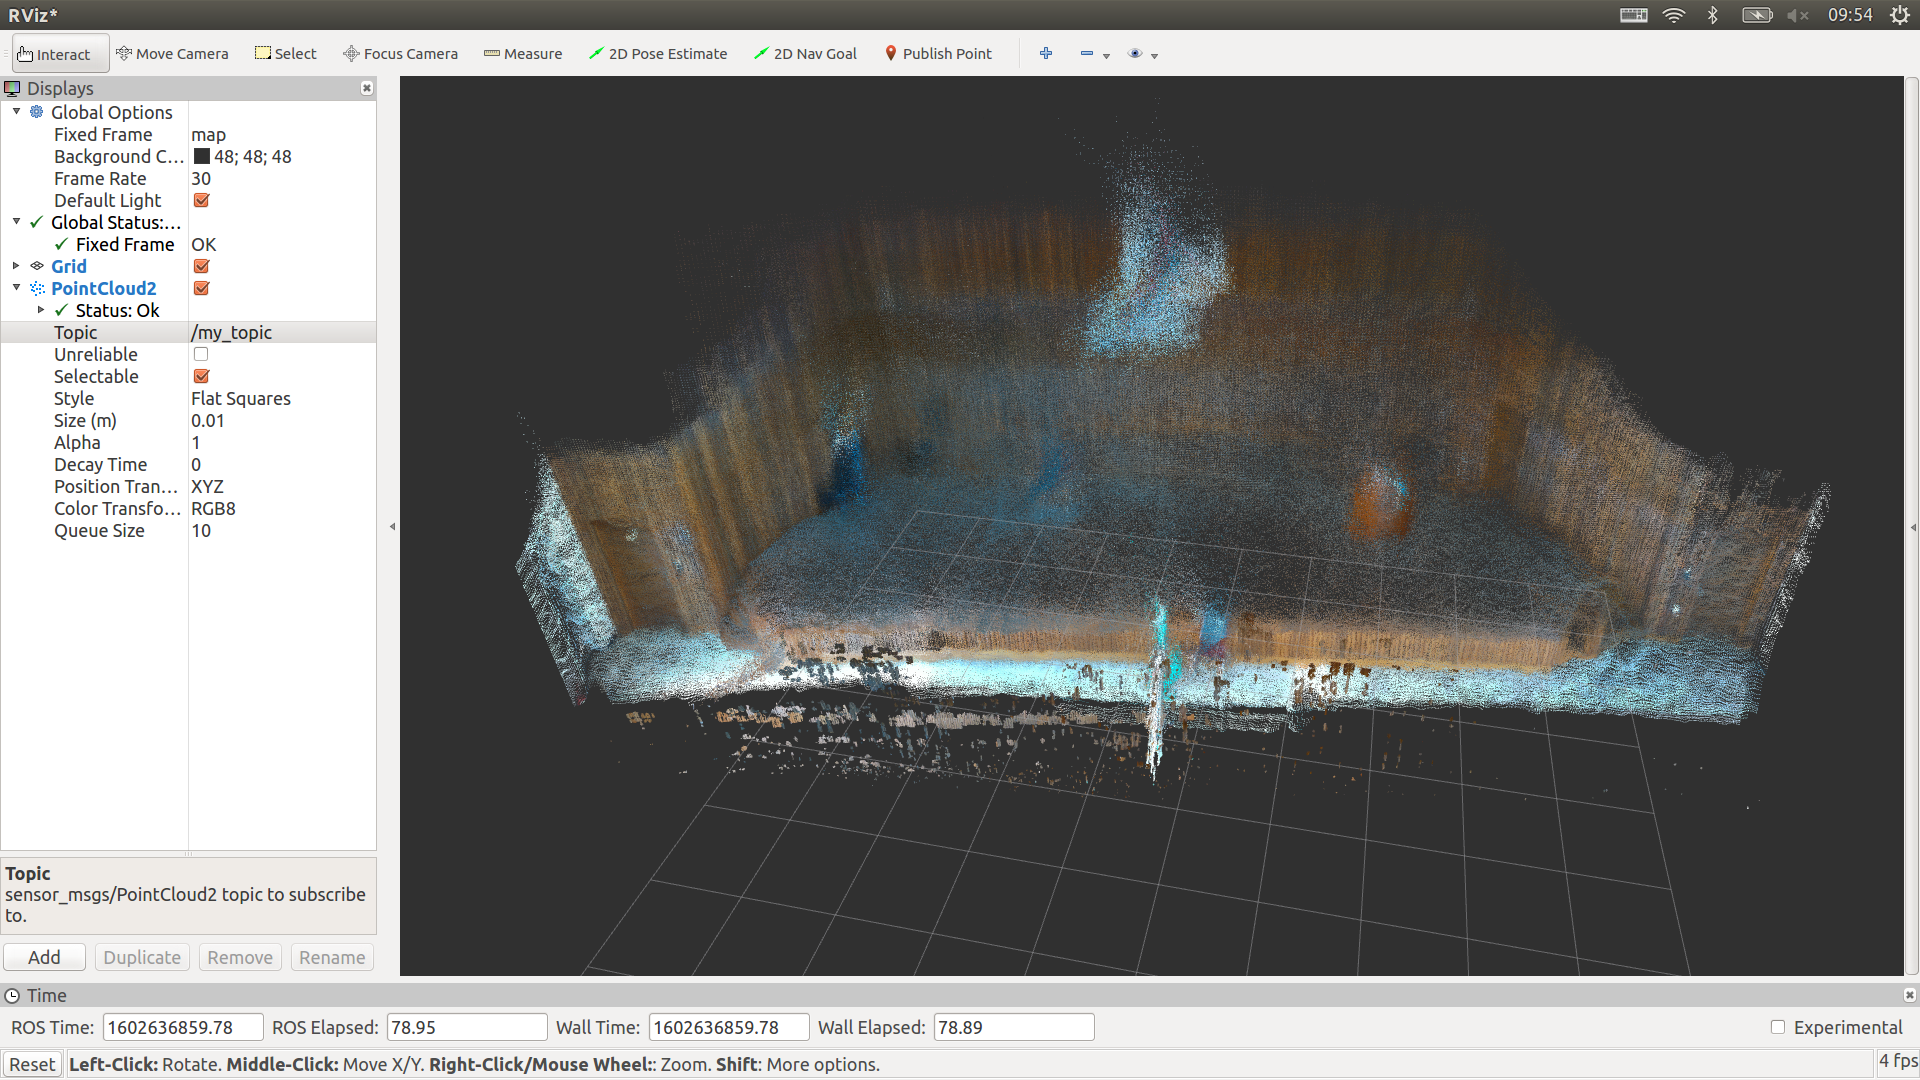 RViz*
09:54
Interact Move Camera Select Focus Camera Measure 2D Pose Estimate 2D Nav Goal Publish Point
Displays
Global Options
Fixed Frame map
Background C... 48; 48; 48
Frame Rate 30
Default Light
Global Status:...
Fixed Frame OK
Grid
PointCloud2
Status: Ok
Topic /my_topic
Unreliable
Selectable
Style Flat Squares
Size (m) 0.01
Alpha 1
Decay Time 0
Position Tran... XYZ
Color Transfo... RGB8
Queue Size 10
Topic
sensor_msgs/PointCloud2 topic to subscribe
to.
Add Duplicate Remove Rename
Time
ROS Time: 1602636859.78 ROS Elapsed: 78.95 Wall Time: 1602636859.78 Wall Elapsed: 78.89 Experimental
Reset Left-Click: Rotate. Middle-Click: Move X/Y. Right-Click/Mouse Wheel:: Zoom. Shift: More options. 4 fps